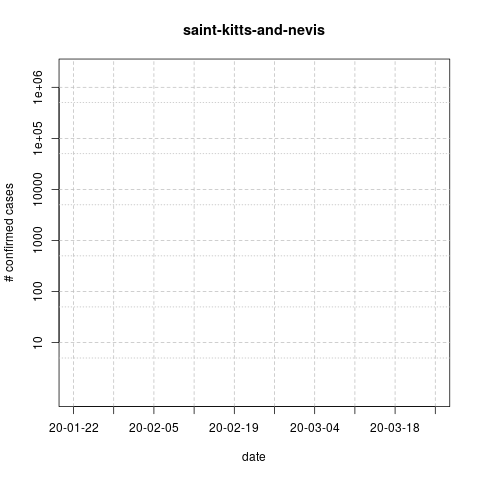 saint-kitts-and-nevis
1e+06
1e+05
10000
1000
100
10
# confirmed cases
20-01-22
20-02-05
20-02-19
20-03-04
20-03-18
date